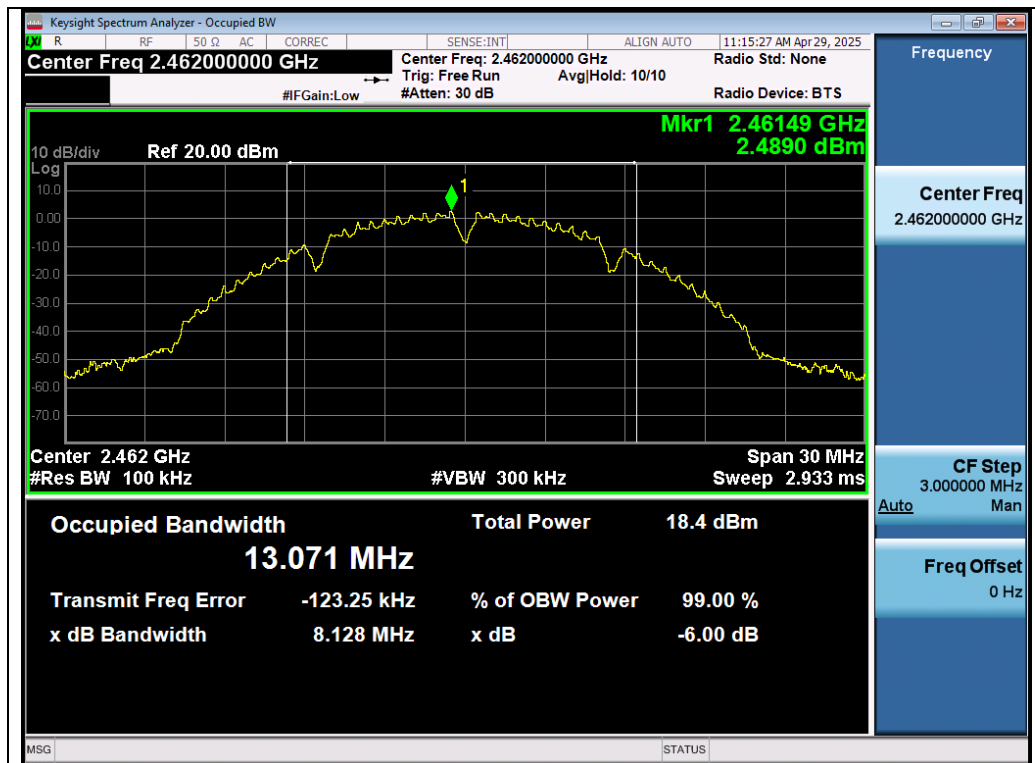 Keysight Spectrum Analyzer - Occupied BW
LXI R RF 50 Ω AC CORREC SENSE:INT ALIGN AUTO 11:15:27 AM Apr 29, 2025
Center Freq 2.462000000 GHz
Center Freq: 2.462000000 GHz Radio Std: None
Trig: Free Run Avg|Hold: 10/10
#IFGain:Low #Atten: 30 dB Radio Device: BTS
Mkr1 2.46149 GHz
2.4890 dBm
10 dB/div Ref 20.00 dBm
Log
10.0
0.00
-10.0
-20.0
-30.0
-40.0
-50.0
-60.0
-70.0
1
Center 2.462 GHz Span 30 MHz
#Res BW 100 kHz #VBW 300 kHz Sweep 2.933 ms
Occupied Bandwidth Total Power 18.4 dBm
13.071 MHz
Transmit Freq Error -123.25 kHz % of OBW Power 99.00 %
x dB Bandwidth 8.128 MHz x dB -6.00 dB
Frequency
Center Freq
2.462000000 GHz
CF Step
3.000000 MHz
Auto Man
Freq Offset
0 Hz
MSG STATUS